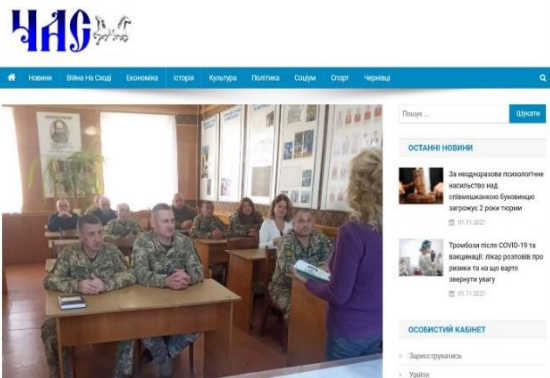 ЧАС
Новини Війна На Сході Економіка Історія Культура Політика Соціум Спорт Чернівці
Пошук ...
Шукати
ОСТАННІ НОВИНИ
За неодноразове психологічне
насильство над
співмешканкою буковинцю
загрожує 2 роки тюрми
01.11.2021
Тромбози після COVID-19 та
вакцинації: лікар розповів про
ризики та на що варто
звернути увагу
01.11.2021
ОСОБИСТИЙ КАБІНЕТ
Зареєструватись
Увійти